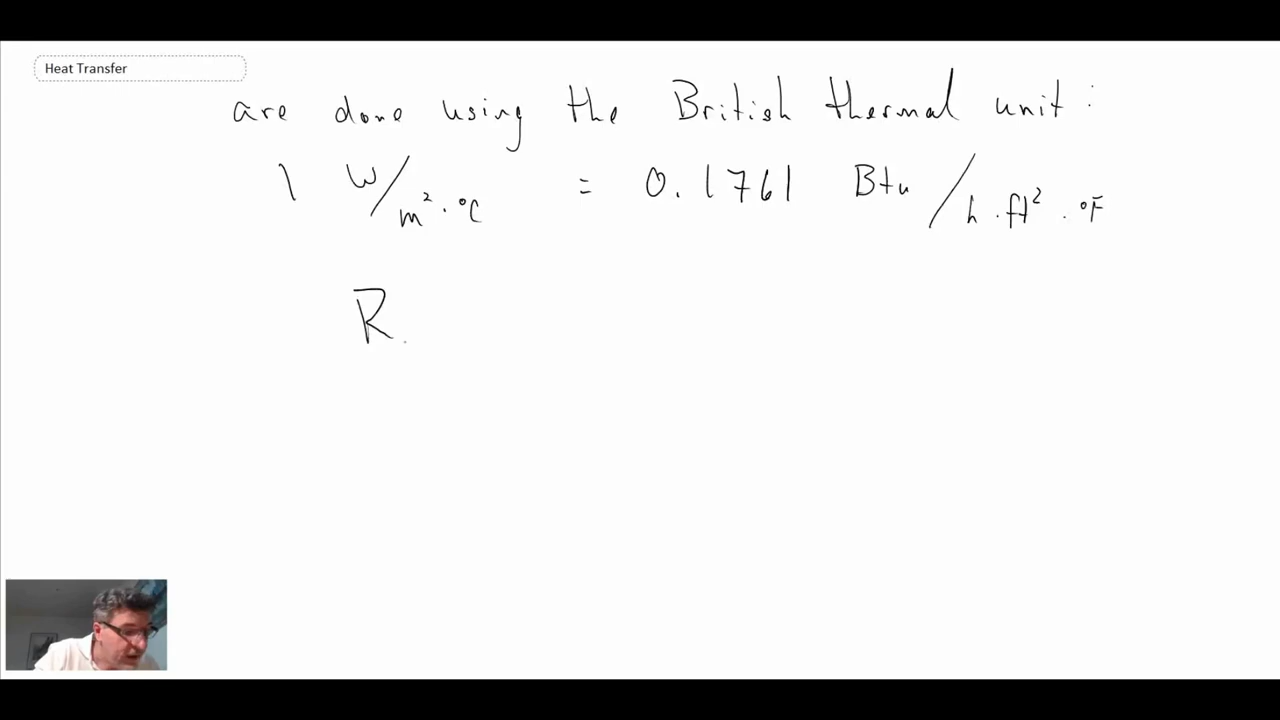 Heat Transfer
are done using the British thermal unit :
1 W/m².°C = 0.1761 Btu/h.ft².°F
R